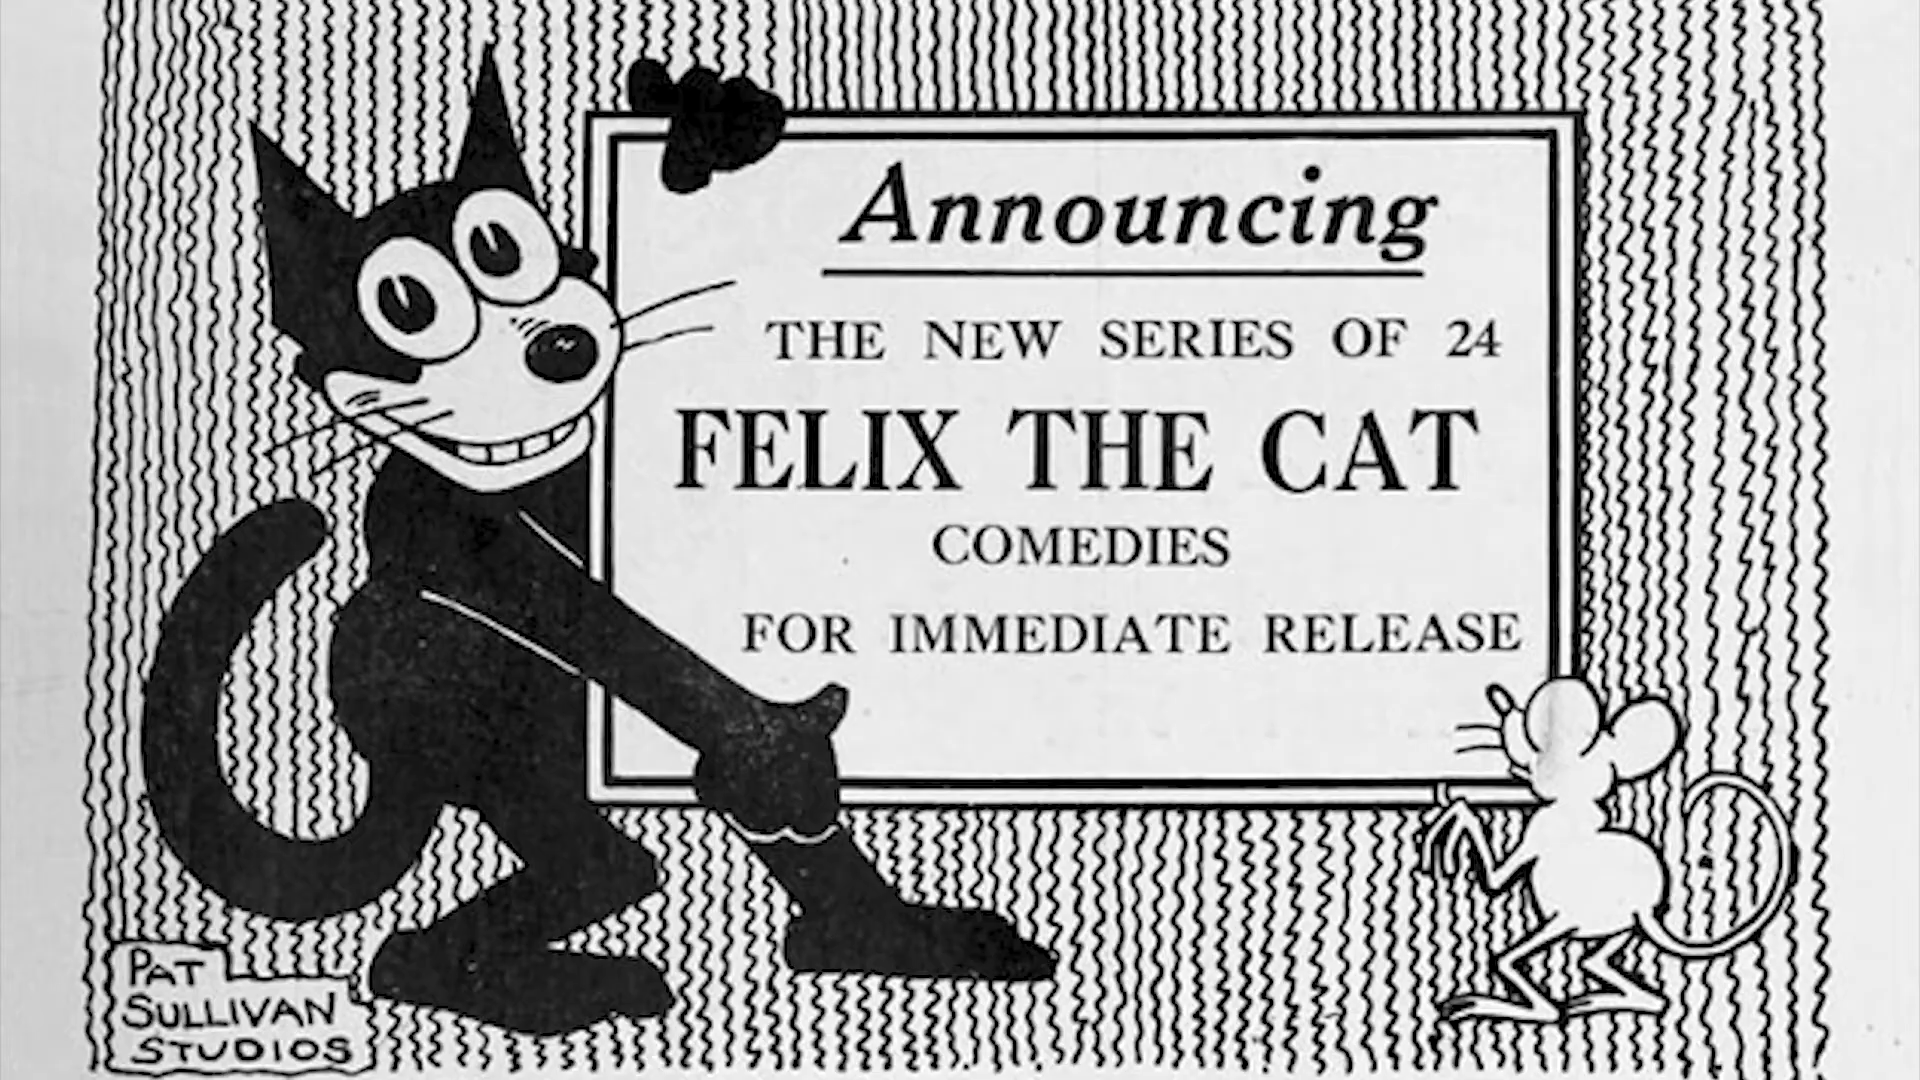 Announcing
THE NEW SERIES OF 24
FELIX THE CAT
COMEDIES
FOR IMMEDIATE RELEASE
PAT
SULLIVAN
STUDIOS